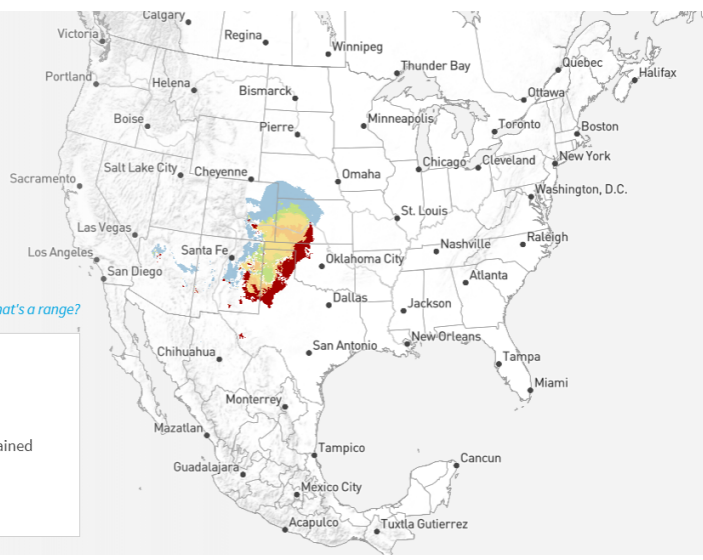 Calgary
Victoria
Regina
Winnipeg
Thunder Bay
Quebec
Halifax
Portland
Helena
Bismarck
Ottawa
Boise
Pierre
Minneapolis
Toronto
Boston
Salt Lake City
Cheyenne
Omaha
Chicago
Cleveland
New York
Sacramento
Washington, D.C.
St. Louis
Las Vegas
Santa Fe
Oklahoma City
Nashville
Raleigh
Los Angeles
San Diego
Atlanta
Dallas
Jackson
hat's a range?
Chihuahua
San Antonio
New Orleans
Tampa
Miami
Monterrey
Mazatlan
ained
Tampico
Cancun
Guadalajara
Mexico City
Acapulco
Tuxtla Gutierrez